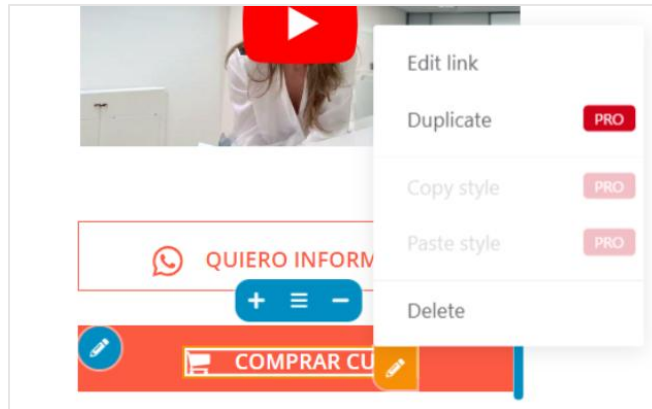 Edit link
Duplicate PRO
Copy style PRO
Paste style PRO
Delete
QUIERO INFORM
COMPRAR CU